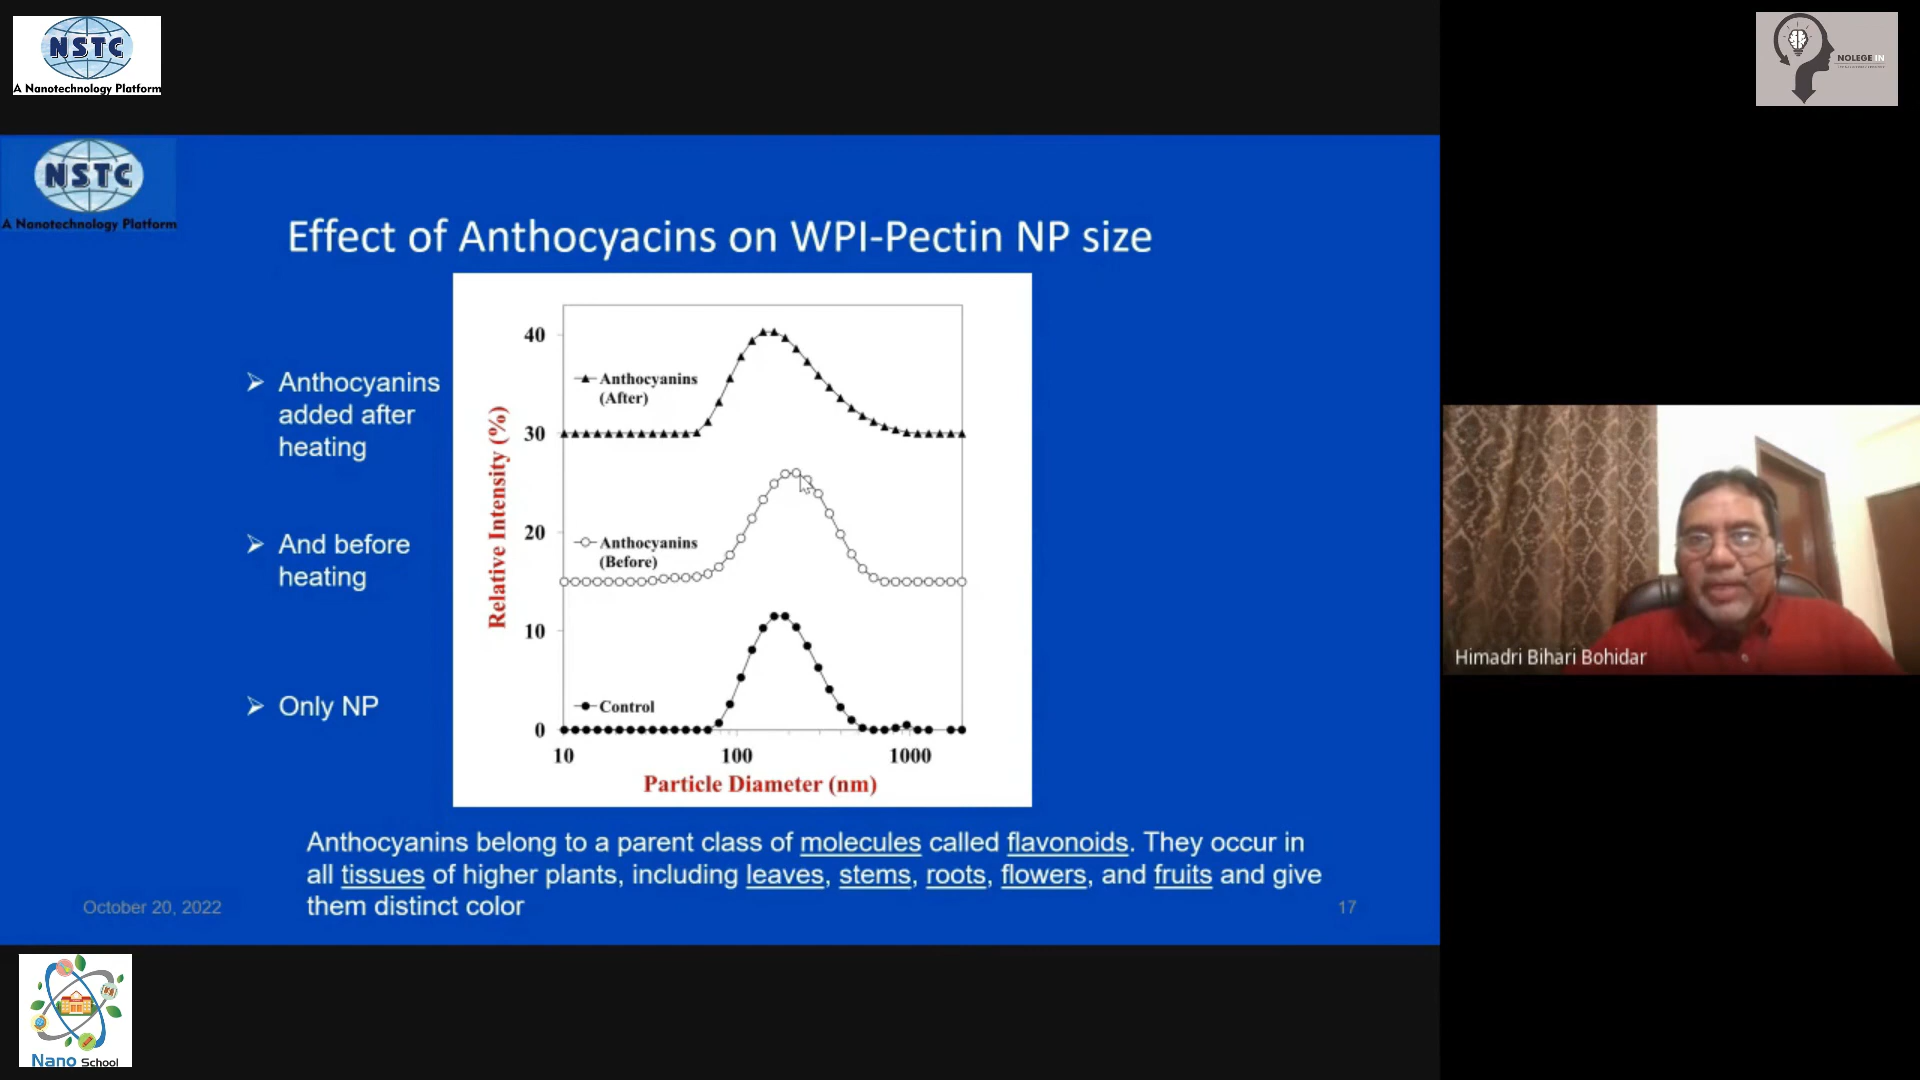 NSTC
A Nanotechnology Platform
NOLEGE IN
NSTC
A Nanotechnology Platform
Effect of Anthocyacins on WPI-Pectin NP size
➢ Anthocyanins
added after
heating
➢ And before
heating
➢ Only NP
Relative Intensity (%)
40
30
20
10
0
Anthocyanins
(After)
Anthocyanins
(Before)
Control
10 100 1000
Particle Diameter (nm)
Anthocyanins belong to a parent class of molecules called flavonoids. They occur in
all tissues of higher plants, including leaves, stems, roots, flowers, and fruits and give
them distinct color
October 20, 2022
17
Himadri Bihari Bohidar
Nano School